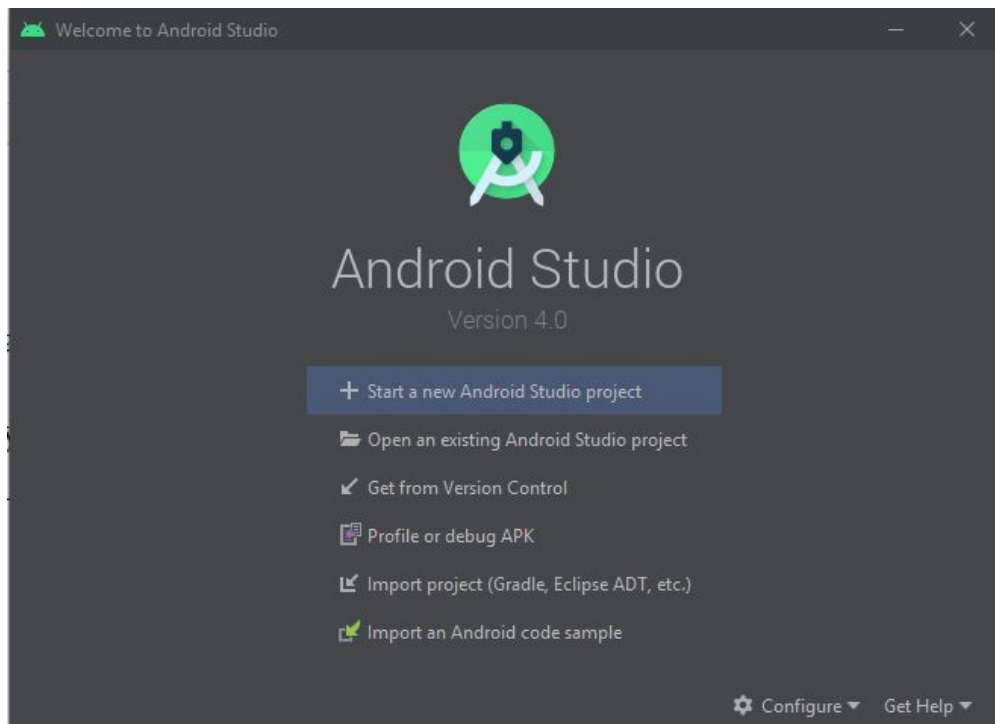 Welcome to Android Studio
Android Studio
Version 4.0
Start a new Android Studio project
Open an existing Android Studio project
Get from Version Control
Profile or debug APK
Import project (Gradle, Eclipse ADT, etc.)
Import an Android code sample
Configure Get Help